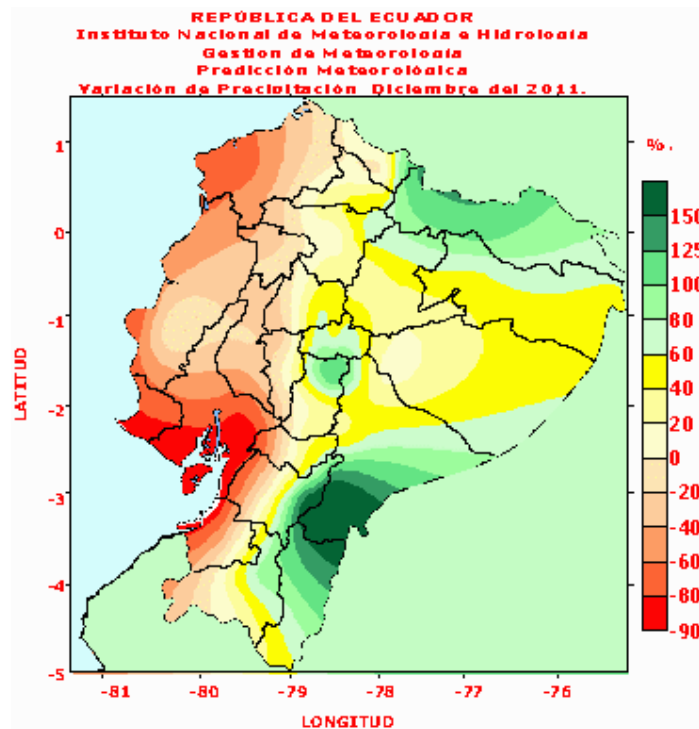 REPÚBLICA DEL ECUADOR
Instituto Nacional de Meteorología e Hidrología
Gestion de Meteorología
Predicción Meteorológica
Variación de Precipitación Diciembre del 2011.
%.
1
0
-1
-2
-3
-4
-5
LATITUD
150
125
100
80
60
40
20
0
-20
-40
-60
-80
-90
-81 -80 -79 -78 -77 -76
LONGITUD